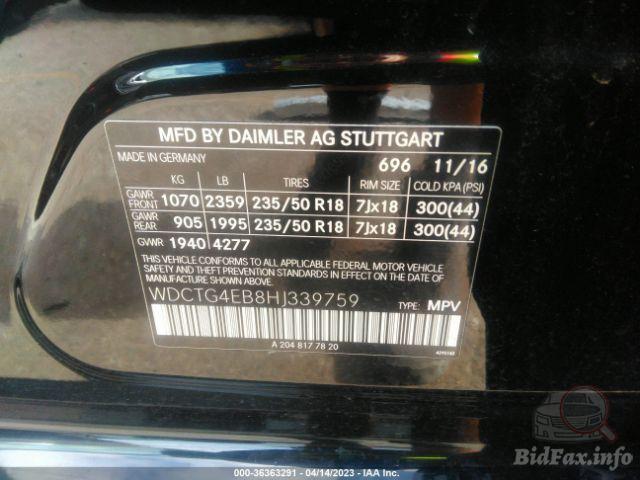 MFD BY DAIMLER AG STUTTGART
MADE IN GERMANY 696 11/16
KG LB TIRES RIM SIZE COLD KPA (PSI)
GAWR FRONT 1070 2359 235/50 R18 7Jx18 300(44)
GAWR REAR 905 1995 235/50 R18 7Jx18 300(44)
GVWR 1940 4277
THIS VEHICLE CONFORMS TO ALL APPLICABLE FEDERAL MOTOR VEHICLE
SAFETY AND THEFT PREVENTION STANDARDS IN EFFECT ON THE DATE
OF MANUFACTURE SHOWN ABOVE.
WDCTG4EB8HJ339759 TYPE: MPV
A 204 817 78 20
000-36363291 - 04/14/2023 - IAA Inc.
BidFax.info